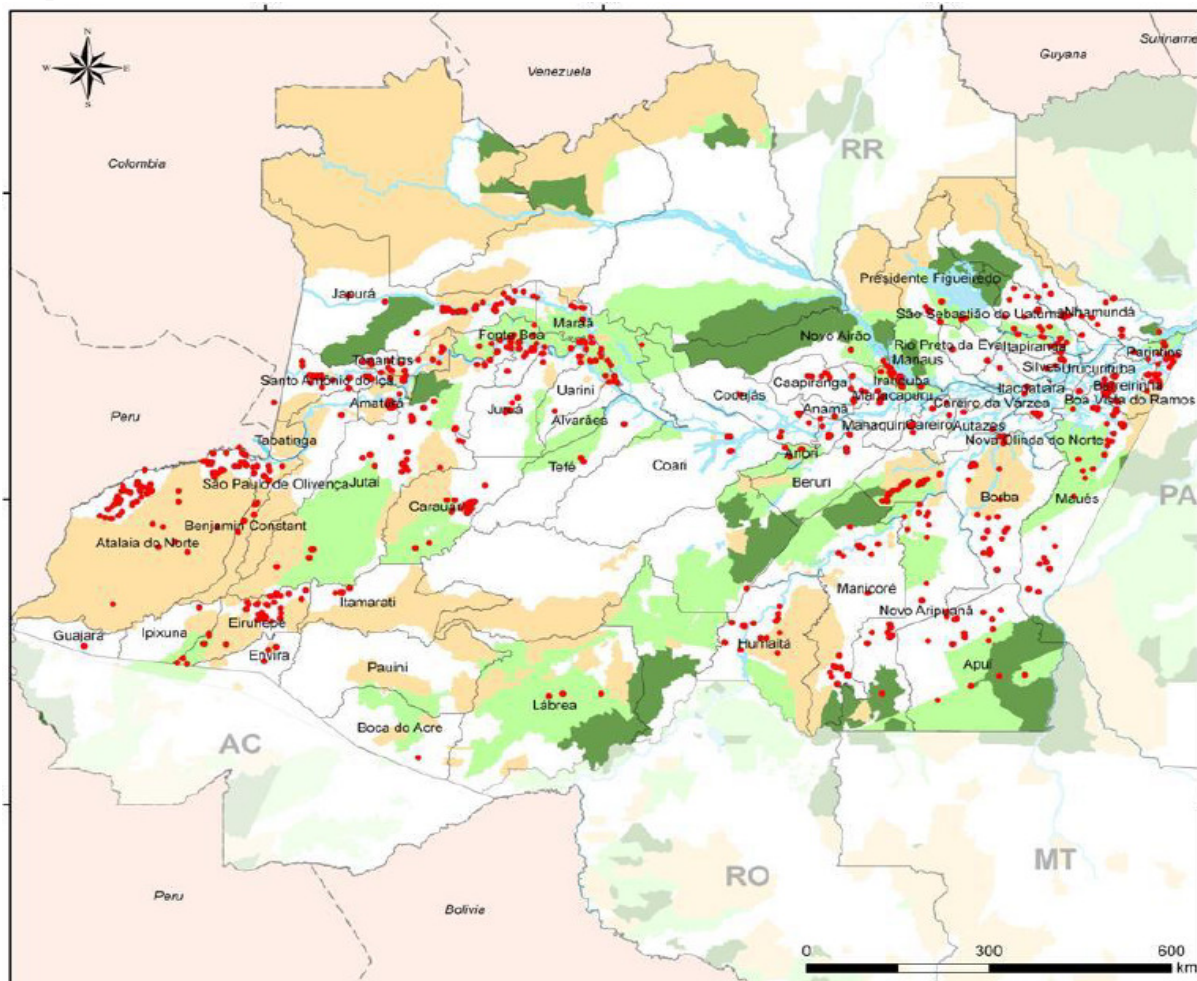 N
W E
S
Venezuela
Guyana
Suriname
Colombia
RR
Presidente Figueiredo
Japurá
Maraã
São Sebastião do Uatumã
Nhamundá
Fonte Boa
Novo Airão
Rio Preto da Eva
Itapiranga
Parintins
Tonantins
Manaus
Silves
Urucurituba
Santo Antônio do Içá
Uarini
Caapiranga
Iranduba
Itacoatiara
Barreirinha
Amaturá
Codajás
Manacapuru
Careiro da Várzea
Boa Vista do Ramos
Peru
Juruá
Alvarães
Anamã
Manaquiri
Careiro
Autazes
Tabatinga
Anori
Nova Olinda do Norte
São Paulo de Olivença
Jutaí
Tefé
Coari
Beruri
Borba
Maués
PA
Carauari
Benjamin Constant
Atalaia do Norte
Manicoré
Itamarati
Novo Aripuanã
Guajará
Ipixuna
Eirunepé
Humaitá
Envira
Pauini
Apuí
Lábrea
Boca do Acre
AC
RO
MT
Peru
Bolivia
0 300 600
km